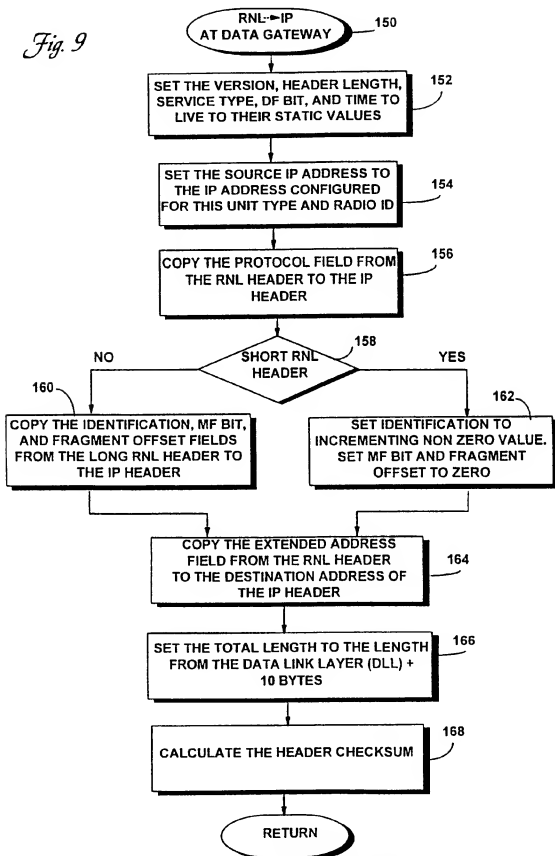 Fig. 9
RNL→IP
AT DATA GATEWAY
150
SET THE VERSION, HEADER LENGTH,
SERVICE TYPE, DF BIT, AND TIME TO
LIVE TO THEIR STATIC VALUES
152
SET THE SOURCE IP ADDRESS TO
THE IP ADDRESS CONFIGURED
FOR THIS UNIT TYPE AND RADIO ID
154
COPY THE PROTOCOL FIELD FROM
THE RNL HEADER TO THE IP
HEADER
156
SHORT RNL
HEADER
158
NO
YES
160
COPY THE IDENTIFICATION, MF BIT,
AND FRAGMENT OFFSET FIELDS
FROM THE LONG RNL HEADER TO
THE IP HEADER
162
SET IDENTIFICATION TO
INCREMENTING NON ZERO VALUE.
SET MF BIT AND FRAGMENT
OFFSET TO ZERO
COPY THE EXTENDED ADDRESS
FIELD FROM THE RNL HEADER
TO THE DESTINATION ADDRESS OF
THE IP HEADER
164
SET THE TOTAL LENGTH TO THE LENGTH
FROM THE DATA LINK LAYER (DLL) +
10 BYTES
166
CALCULATE THE HEADER CHECKSUM
168
RETURN